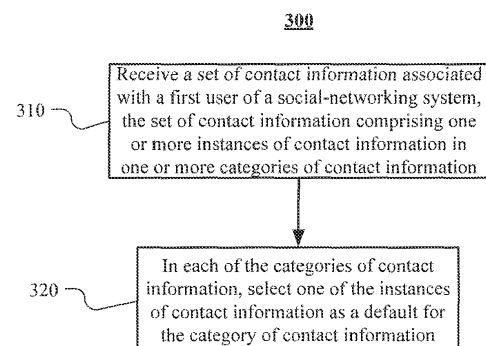 300
310
Receive a set of contact information associated
with a first user of a social-networking system,
the set of contact information comprising one
or more instances of contact information in
one or more categories of contact information
320
In each of the categories of contact
information, select one of the instances
of contact information as a default for
the category of contact information